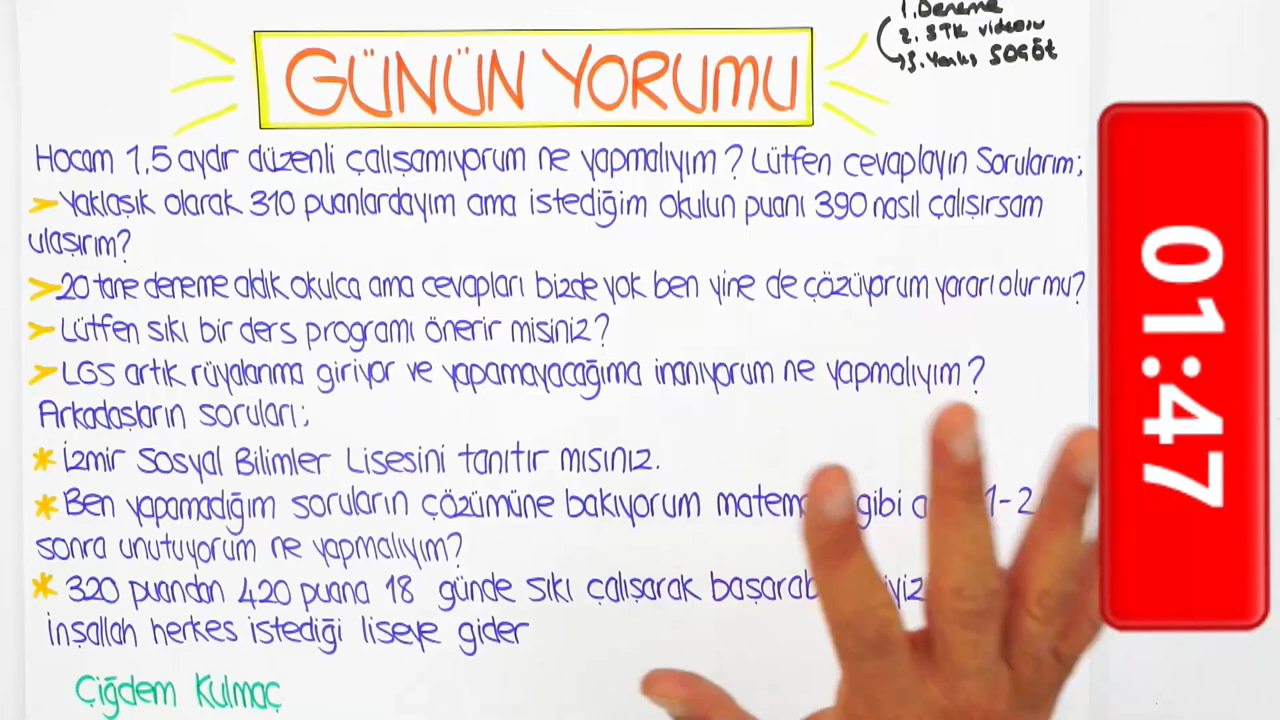 1. Deneme
2. STK videosu
3. Yanlış SOGÖT
GÜNÜN YORUMU
Hocam 1,5 aydır düzenli çalışamıyorum ne yapmalıyım? Lütfen cevaplayın Sorularım;
➤ Yaklaşık olarak 310 puanlardayım ama istediğim okulun puanı 390 nasıl çalışırsam
ulaşırım?
➤ 20 tane deneme aldık okulca ama cevapları bizde yok ben yine de çözüyorum yararı olur mu?
➤ Lütfen sıkı bir ders programı önerir misiniz?
➤ LGS artık rüyalarıma giriyor ve yapamayacağıma inanıyorum ne yapmalıyım?
Arkadaşların soruları;
* İzmir Sosyal Bilimler Lisesini tanıtır mısınız.
* Ben yapamadığım soruların çözümüne bakıyorum gibi 1-2
sonra unutuyorum ne yapmalıyım?
* 320 puandan 420 puana 18 günde sıkı çalışarak
İnşallah herkes istediği liseye gider
Çiğdem Kulmaç
01:47